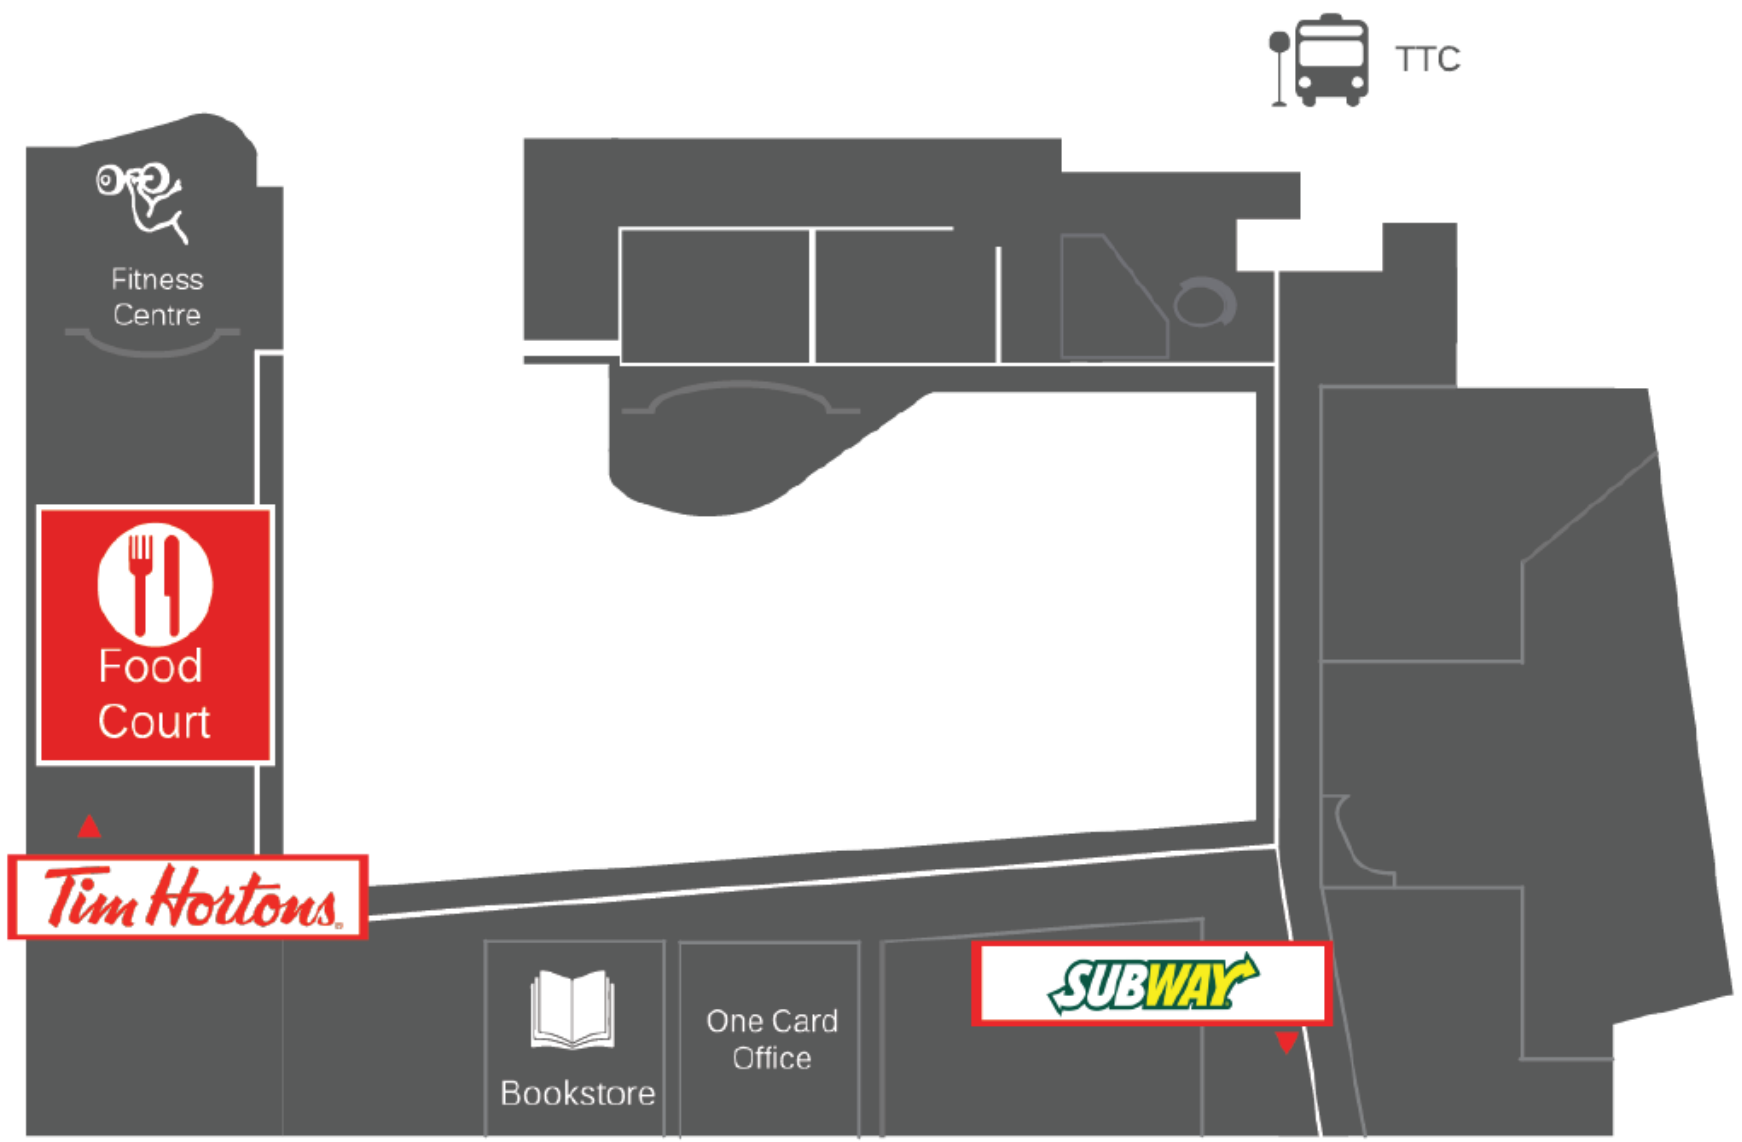 TTC
Fitness
Centre
Food
Court
Tim Hortons.
SUBWAY
Bookstore
One Card
Office